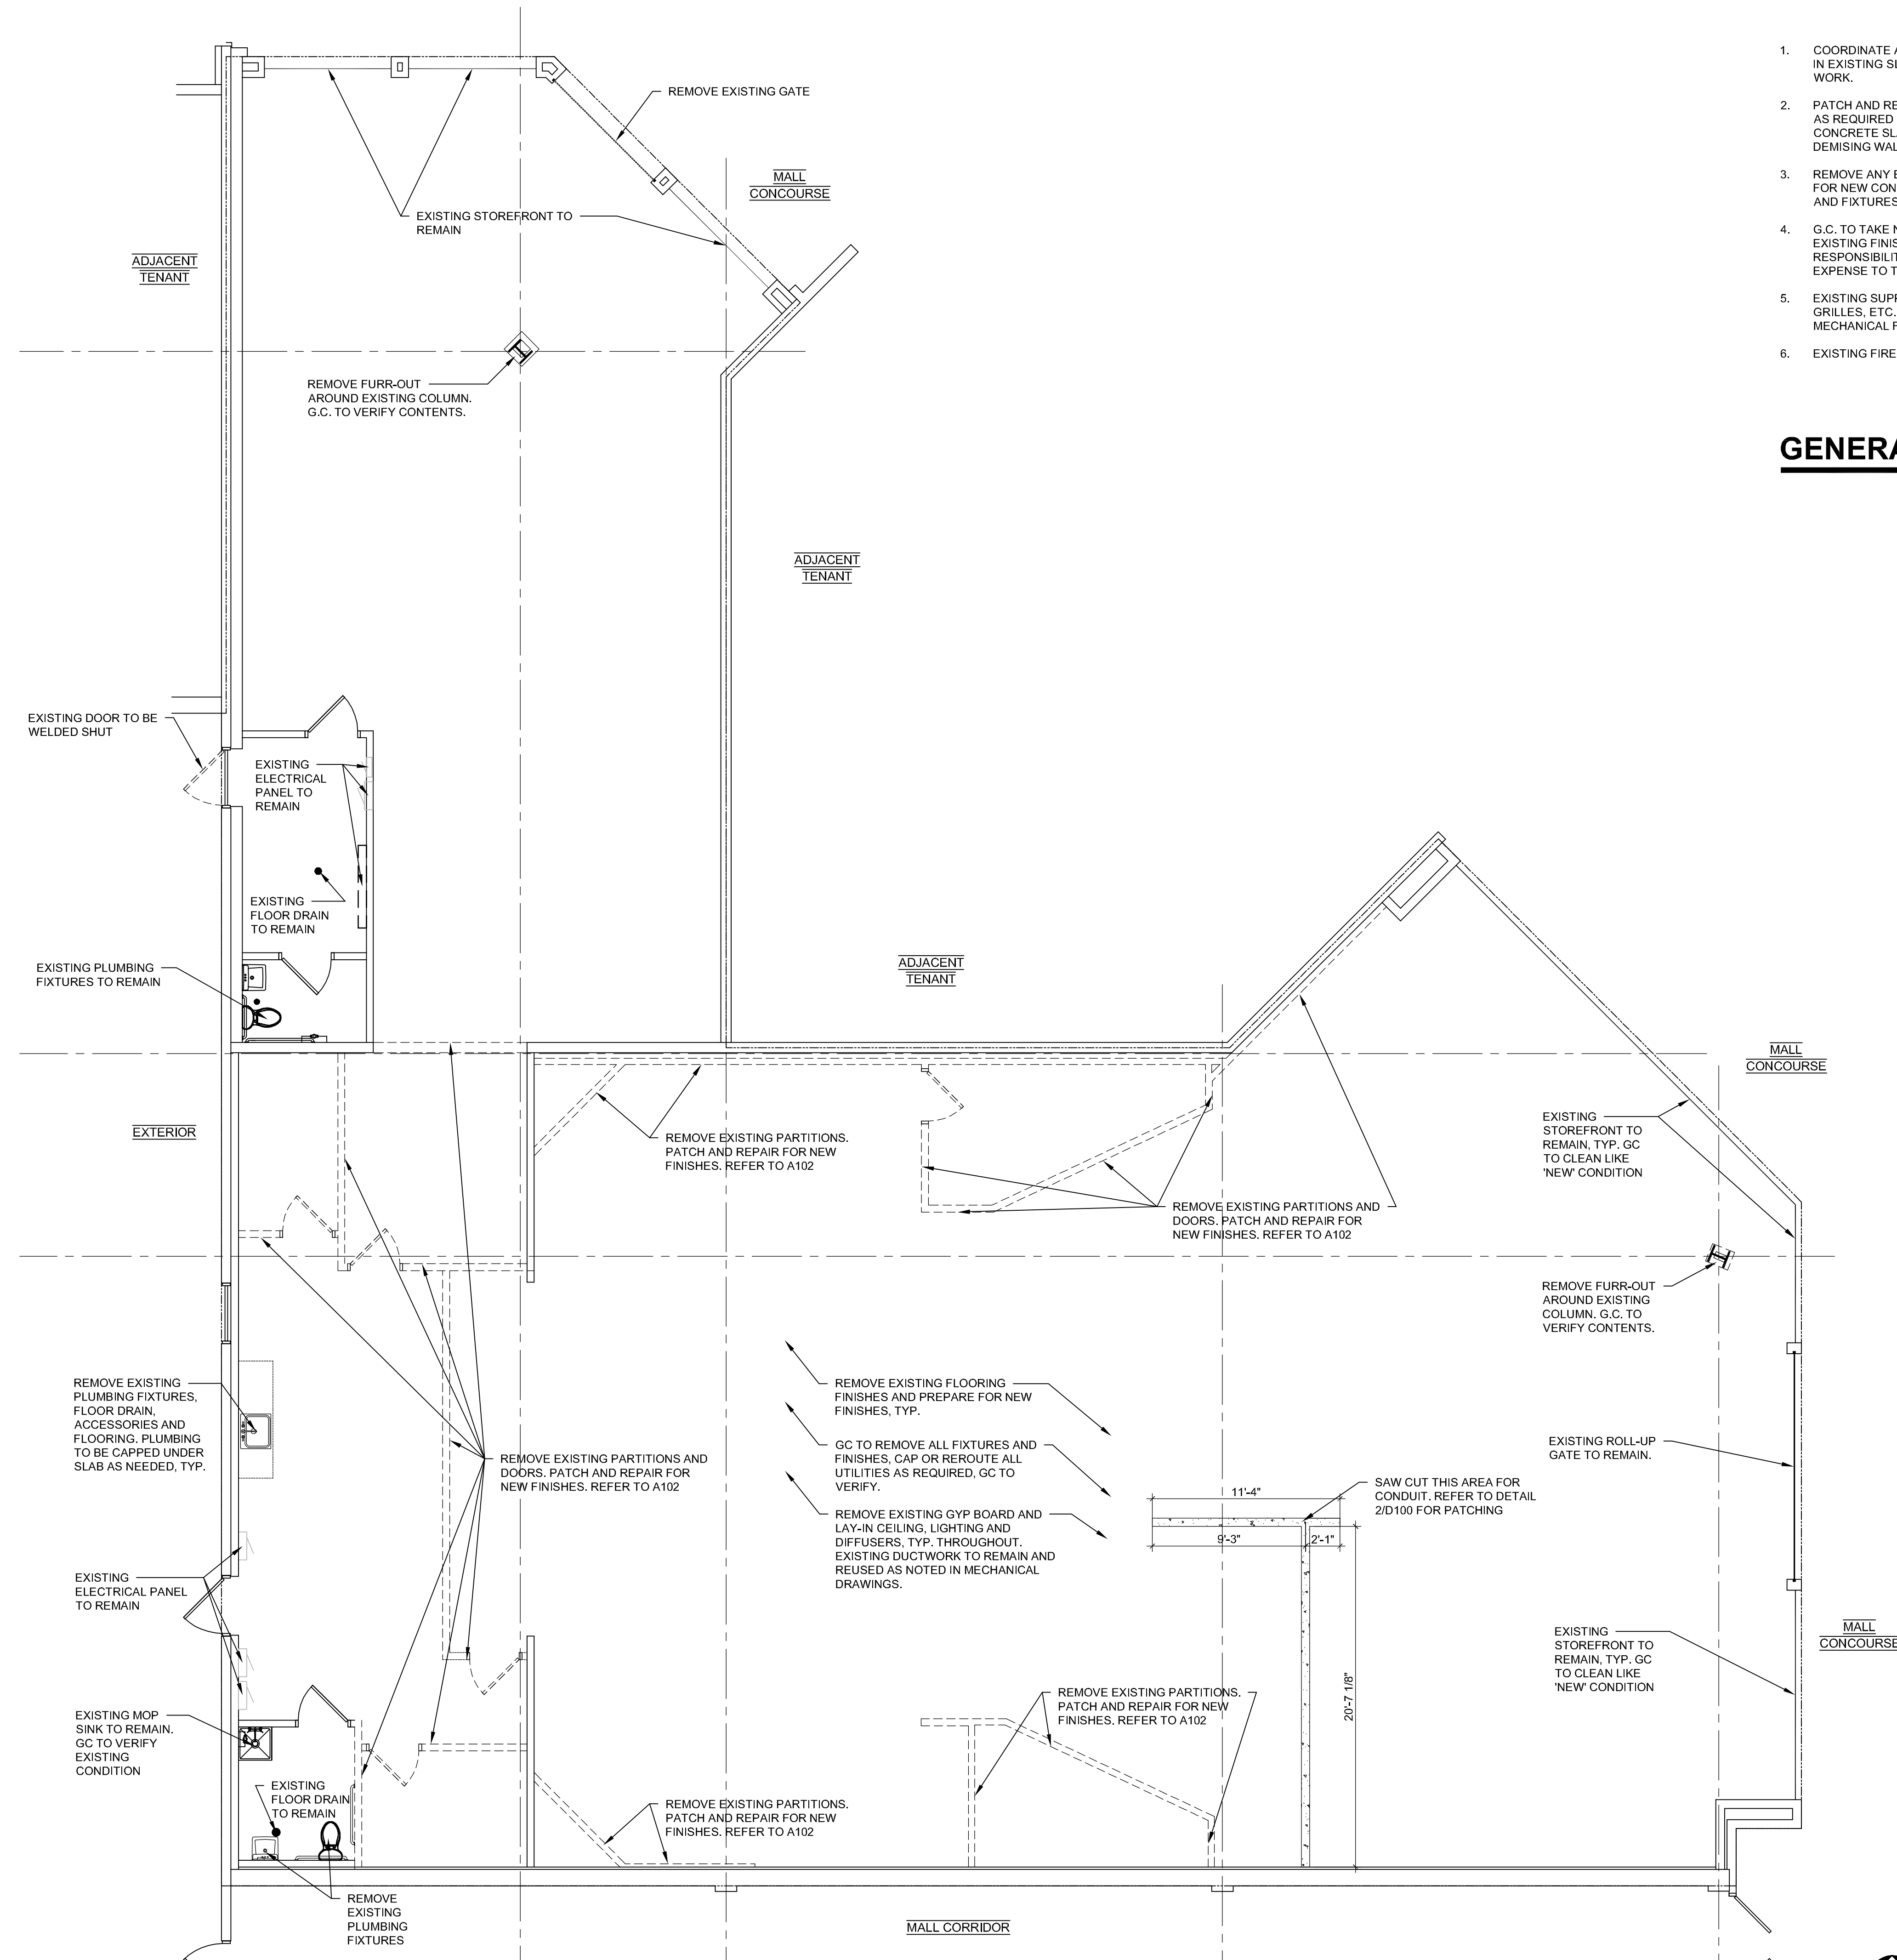 REMOVE EXISTING GATE
MALL
CONCOURSE
EXISTING STOREFRONT TO
REMAIN
ADJACENT
TENANT
REMOVE FURR-OUT
AROUND EXISTING COLUMN.
G.C. TO VERIFY CONTENTS.
1. COORDINATE
IN EXISTING
WORK.
2. PATCH AND
AS REQUIRED
CONCRETE
DEMISING
3. REMOVE ANY
FOR NEW
AND FIXTURES
4. G.C. TO TAKE
EXISTING
EXPENSE TO
5. EXISTING
GRILLES, ETC.
MECHANICAL
6. EXISTING FIRE
ADJACENT
TENANT
EXISTING DOOR TO BE
WELDED SHUT
EXISTING
ELECTRICAL
PANEL TO
REMAIN
EXISTING
FLOOR DRAIN
TO REMAIN
EXISTING PLUMBING
FIXTURES TO REMAIN
ADJACENT
TENANT
MALL
CONCOURSE
EXTERIOR
REMOVE EXISTING PARTITIONS.
PATCH AND REPAIR FOR NEW
FINISHES. REFER TO A102
EXISTING
STOREFRONT TO
REMAIN, TYP. GC
TO CLEAN LIKE
'NEW' CONDITION
REMOVE EXISTING PARTITIONS AND
DOORS. PATCH AND REPAIR FOR
NEW FINISHES. REFER TO A102
REMOVE FURR-OUT
AROUND EXISTING
COLUMN. G.C. TO
VERIFY CONTENTS.
REMOVE EXISTING
PLUMBING FIXTURES,
FLOOR DRAIN,
ACCESSORIES AND
FLOORING. PLUMBING
TO BE CAPPED UNDER
SLAB AS NEEDED, TYP.
REMOVE EXISTING FLOORING
FINISHES AND PREPARE FOR NEW
FINISHES, TYP.
GC TO REMOVE ALL FIXTURES AND
FINISHES, CAP OR REROUTE ALL
UTILITIES AS REQUIRED, GC TO
VERIFY.
REMOVE EXISTING GYP BOARD AND
LAY-IN CEILING, LIGHTING AND
DIFFUSERS, TYP. THROUGHOUT.
EXISTING DUCTWORK TO REMAIN AND
REUSED AS NOTED IN MECHANICAL
DRAWINGS.
REMOVE EXISTING PARTITIONS AND
DOORS. PATCH AND REPAIR FOR
NEW FINISHES. REFER TO A102
EXISTING ROLL-UP
GATE TO REMAIN.
SAW CUT THIS AREA FOR
CONDUIT. REFER TO DETAIL
2/D100 FOR PATCHING
11'-4"
9'-3"
2'-1"
20'-7 1/8"
EXISTING
ELECTRICAL PANEL
TO REMAIN
EXISTING
STOREFRONT TO
REMAIN, TYP. GC
TO CLEAN LIKE
'NEW' CONDITION
MALL
CONCOURSE
EXISTING MOP
SINK TO REMAIN.
GC TO VERIFY
EXISTING
CONDITION
REMOVE EXISTING PARTITIONS.
PATCH AND REPAIR FOR NEW
FINISHES. REFER TO A102
EXISTING
FLOOR DRAIN
TO REMAIN
REMOVE EXISTING PARTITIONS.
PATCH AND REPAIR FOR NEW
FINISHES. REFER TO A102
REMOVE
EXISTING
PLUMBING
FIXTURES
MALL CORRIDOR